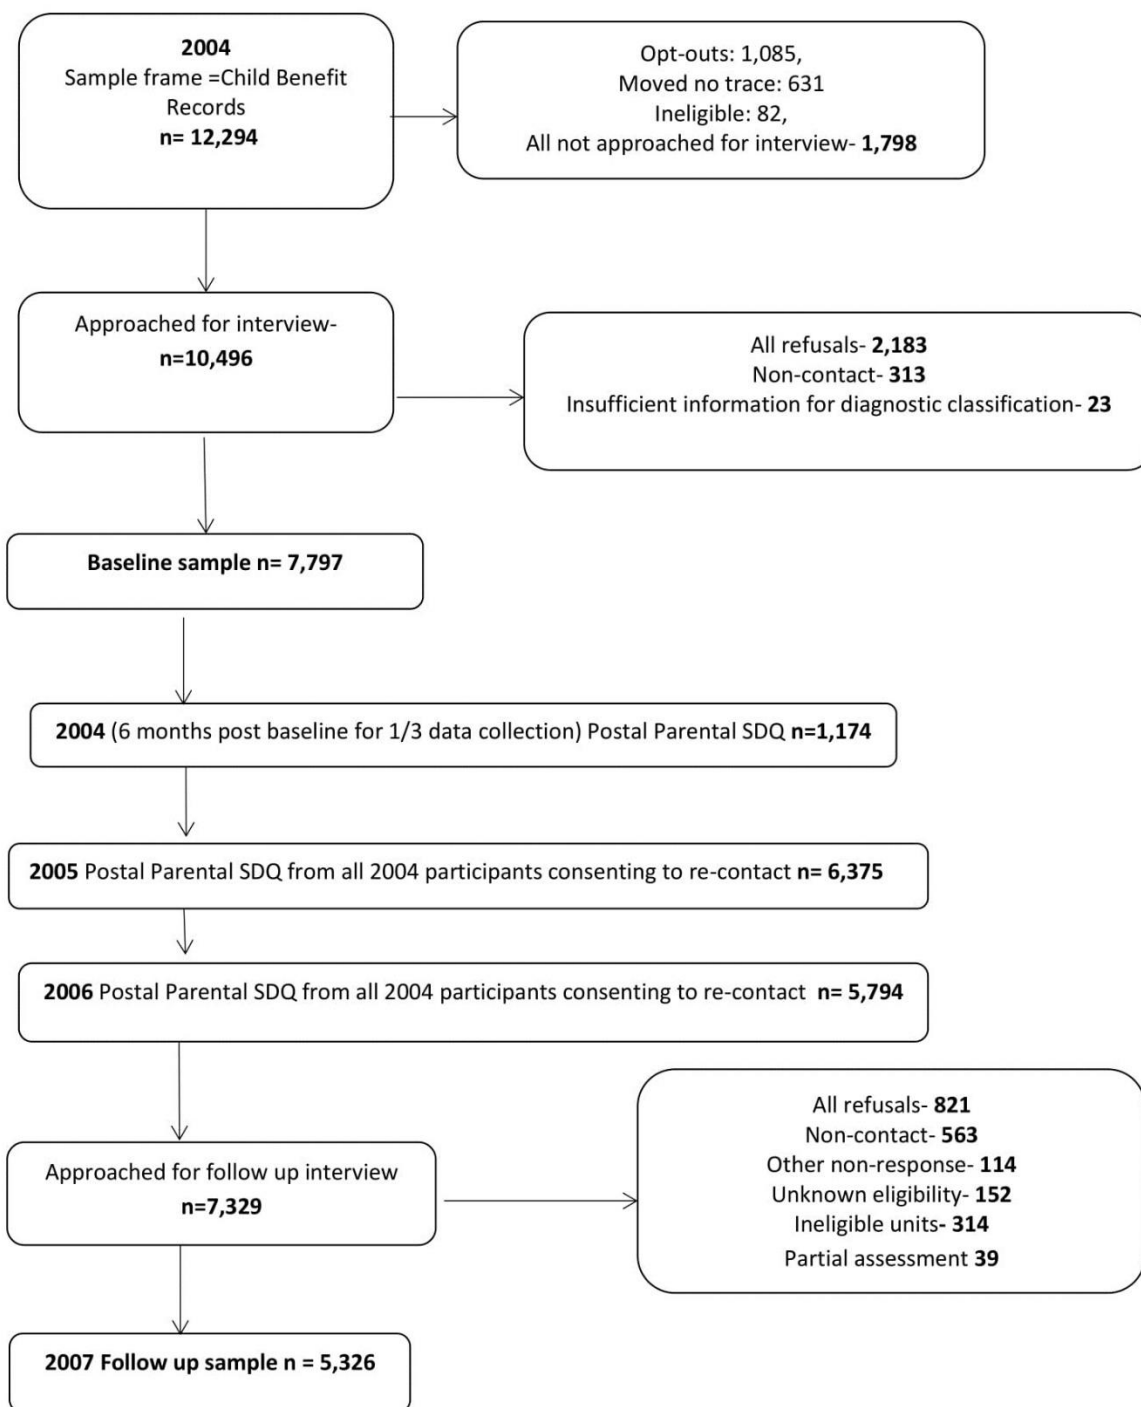 2004
Sample frame =Child Benefit
Records
n= 12,294
Opt-outs: 1,085,
Moved no trace: 631
Ineligible: 82,
All not approached for interview- 1,798
Approached for interview-
n=10,496
All refusals- 2,183
Non-contact- 313
Insufficient information for diagnostic classification- 23
Baseline sample n= 7,797
2004 (6 months post baseline for 1/3 data collection) Postal Parental SDQ n=1,174
2005 Postal Parental SDQ from all 2004 participants consenting to re-contact n= 6,375
2006 Postal Parental SDQ from all 2004 participants consenting to re-contact n= 5,794
Approached for follow up interview
n=7,329
All refusals- 821
Non-contact- 563
Other non-response- 114
Unknown eligibility- 152
Ineligible units- 314
Partial assessment 39
2007 Follow up sample n = 5,326